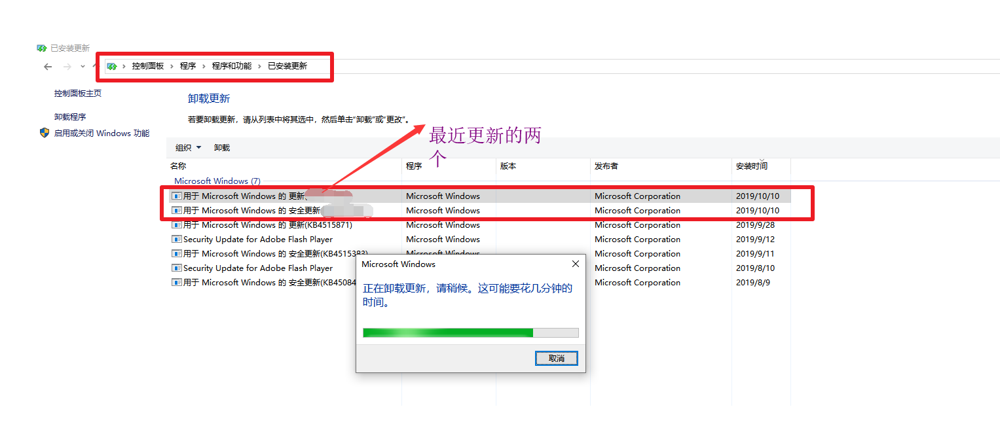 已安装更新
控制面板 > 程序 > 程序和功能 > 已安装更新
控制面板主页
卸载程序
启用或关闭 Windows 功能
卸载更新
若要卸载更新，请从列表中将其选中，然后单击“卸载”或“更改”。
最近更新的两
个
组织 卸载
名称 程序 版本 发布者 安装时间
Microsoft Windows (7)
用于 Microsoft Windows 的 更新 Microsoft Windows Microsoft Corporation 2019/10/10
用于 Microsoft Windows 的 安全更新 Microsoft Windows Microsoft Corporation 2019/10/10
用于 Microsoft Windows 的 更新(KB4515871) Microsoft Windows Microsoft Corporation 2019/9/28
Security Update for Adobe Flash Player Microsoft Windows Microsoft Corporation 2019/9/12
用于 Microsoft Windows 的 安全更新(KB4515383) Microsoft Windows Microsoft Corporation 2019/9/11
Security Update for Adobe Flash Player Microsoft Corporation 2019/8/10
用于 Microsoft Windows 的 安全更新(KB45084 Microsoft Corporation 2019/8/9
Microsoft Windows
正在卸载更新，请稍候。这可能要花几分钟的
时间。
取消